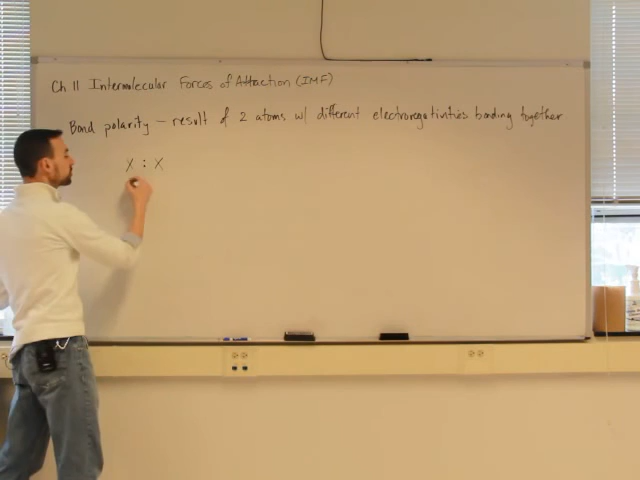 Ch 11 Intermolecular Forces of Attraction (IMF)
Bond polarity – result of 2 atoms w/ different electronegativities bonding together
X : X